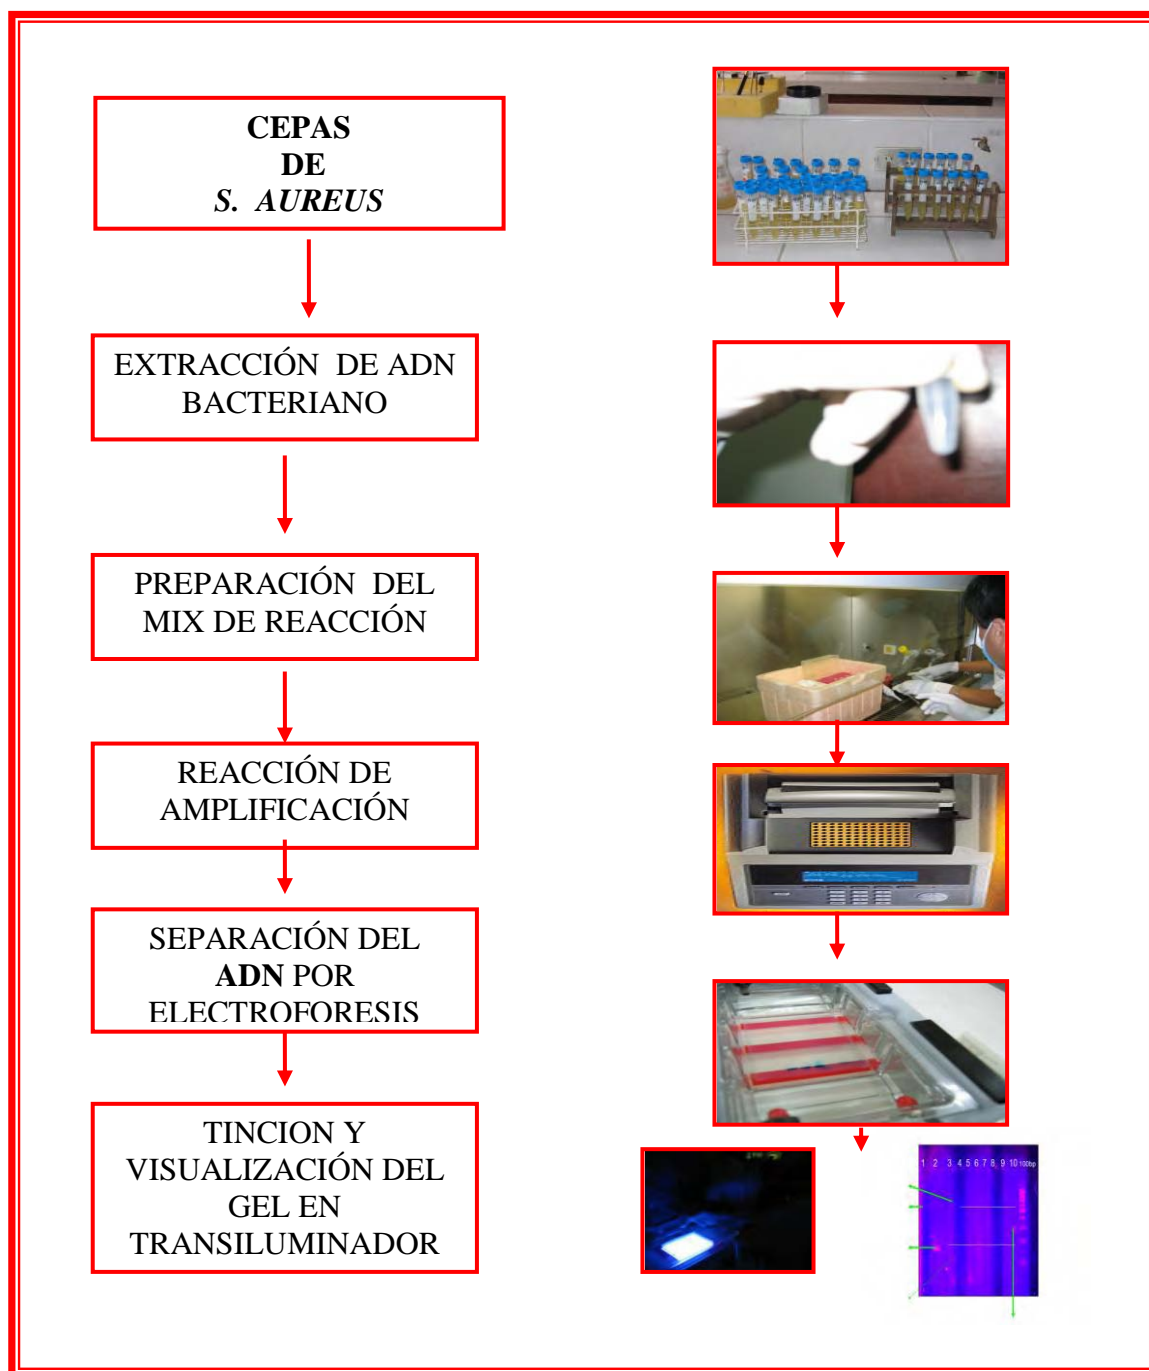 CEPAS
DE
S. AUREUS
EXTRACCIÓN DE ADN
BACTERIANO
PREPARACIÓN DEL
MIX DE REACCIÓN
REACCIÓN DE
AMPLIFICACIÓN
SEPARACIÓN DEL
ADN POR
ELECTROFORESIS
TINCION Y
VISUALIZACIÓN DEL
GEL EN
TRANSILUMINADOR
1 2 3 4 5 6 7 8 9 10 100bp